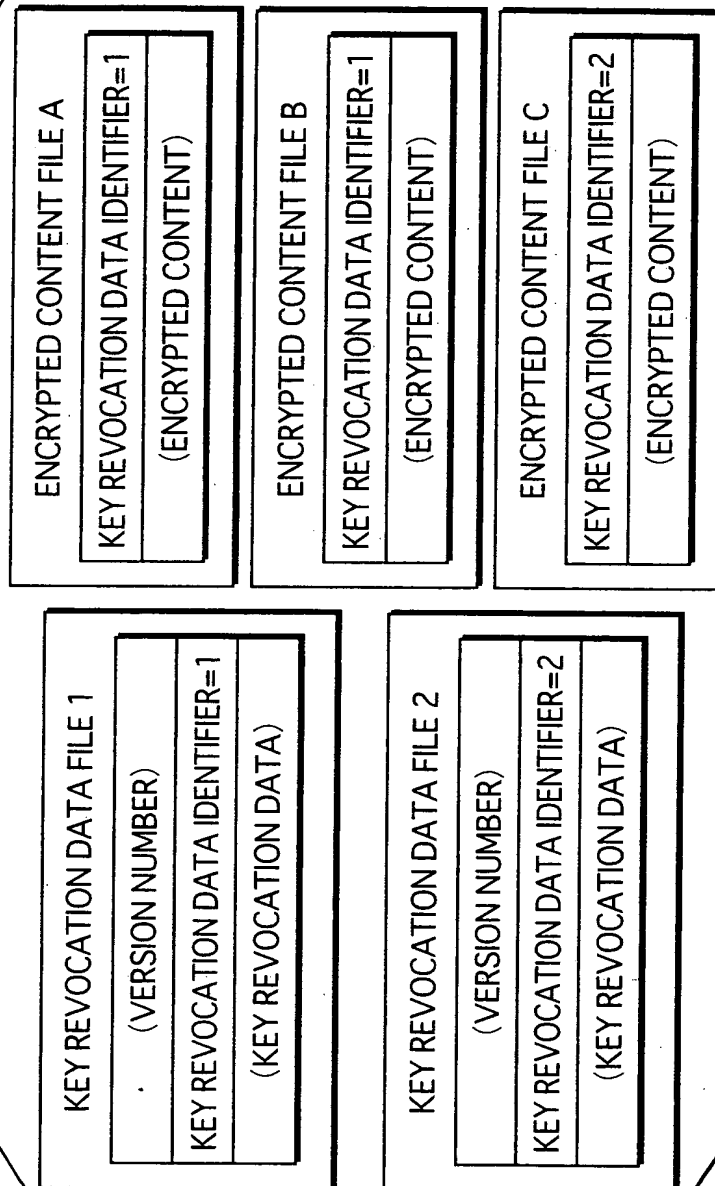 KEY REVOCATION DATA FILE 1
(VERSION NUMBER)
KEY REVOCATION DATA IDENTIFIER=1
(KEY REVOCATION DATA)
KEY REVOCATION DATA FILE 2
(VERSION NUMBER)
KEY REVOCATION DATA IDENTIFIER=2
(KEY REVOCATION DATA)
ENCRYPTED CONTENT FILE A
KEY REVOCATION DATA IDENTIFIER=1
(ENCRYPTED CONTENT)
ENCRYPTED CONTENT FILE B
KEY REVOCATION DATA IDENTIFIER=1
(ENCRYPTED CONTENT)
ENCRYPTED CONTENT FILE C
KEY REVOCATION DATA IDENTIFIER=2
(ENCRYPTED CONTENT)